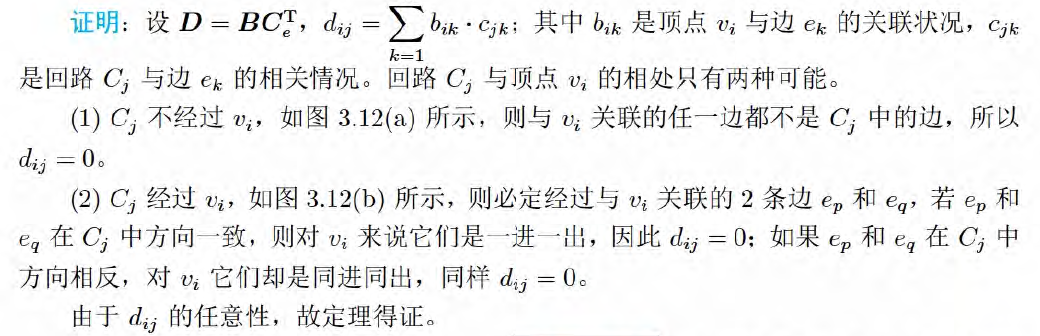 证明：设 D = BC_e^T，d_{ij} = \sum_{k=1} b_{ik} · c_{jk}；其中 b_{ik} 是顶点 v_i 与边 e_k 的关联状况，c_{jk}
是回路 C_j 与边 e_k 的相关情况。回路 C_j 与顶点 v_i 的相处只有两种可能。
(1) C_j 不经过 v_i，如图 3.12(a) 所示，则与 v_i 关联的任一边都不是 C_j 中的边，所以
d_{ij} = 0。
(2) C_j 经过 v_i，如图 3.12(b) 所示，则必定经过与 v_i 关联的 2 条边 e_p 和 e_q，若 e_p 和
e_q 在 C_j 中方向一致，则对 v_i 来说它们是一进一出，因此 d_{ij} = 0；如果 e_p 和 e_q 在 C_j 中
方向相反，对 v_i 它们却是同进同出，同样 d_{ij} = 0。
由于 d_{ij} 的任意性，故定理得证。